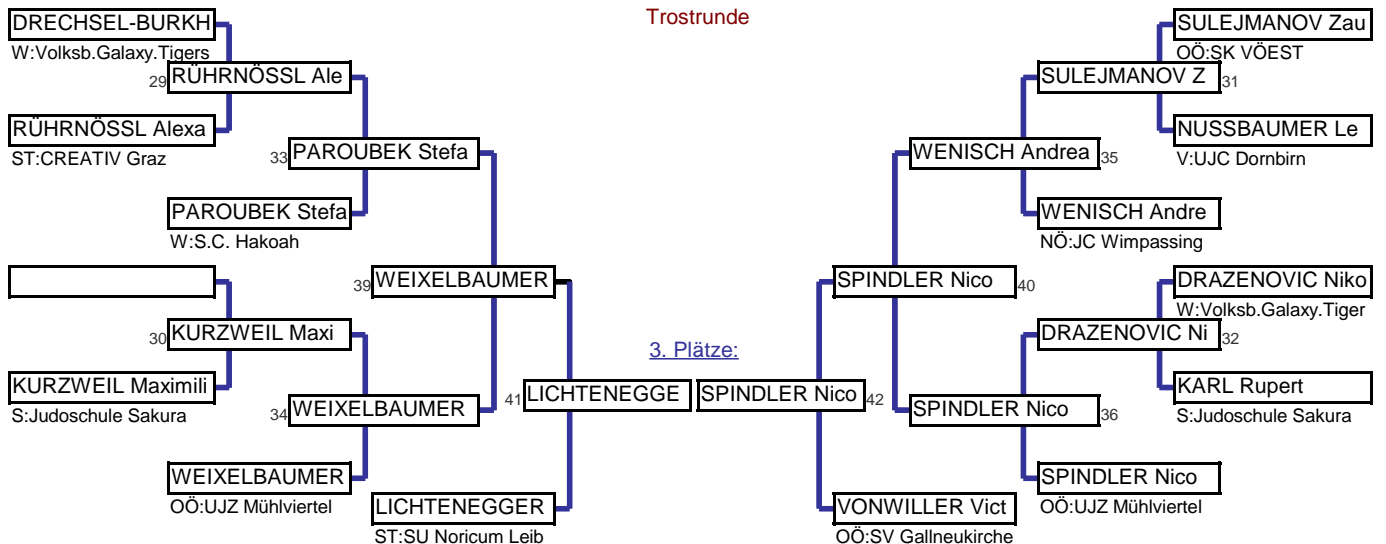 Trostrunde
DRECHSEL-BURKH
W:Volksb.Galaxy.Tigers
29
RÜHRNÖSSL Ale
RÜHRNÖSSL Alexa
ST:CREATIV Graz
33
PAROUBEK Stefa
PAROUBEK Stefa
W:S.C. Hakoah
39
WEIXELBAUMER
30
KURZWEIL Maxi
KURZWEIL Maximili
S:Judoschule Sakura
34
WEIXELBAUMER
WEIXELBAUMER
OÖ:UJZ Mühlviertel
41
LICHTENEGGE
LICHTENEGGER
ST:SU Noricum Leib
3. Plätze:
SULEJMANOV Zau
OÖ:SK VÖEST
SULEJMANOV Z
31
NUSSBAUMER Le
V:UJC Dornbirn
WENISCH Andrea
35
WENISCH Andre
NÖ:JC Wimpassing
SPINDLER Nico
40
DRAZENOVIC Niko
W:Volksb.Galaxy.Tiger
DRAZENOVIC Ni
32
KARL Rupert
S:Judoschule Sakura
SPINDLER Nico
42
SPINDLER Nico
36
SPINDLER Nico
OÖ:UJZ Mühlviertel
VONWILLER Vict
OÖ:SV Gallneukirche